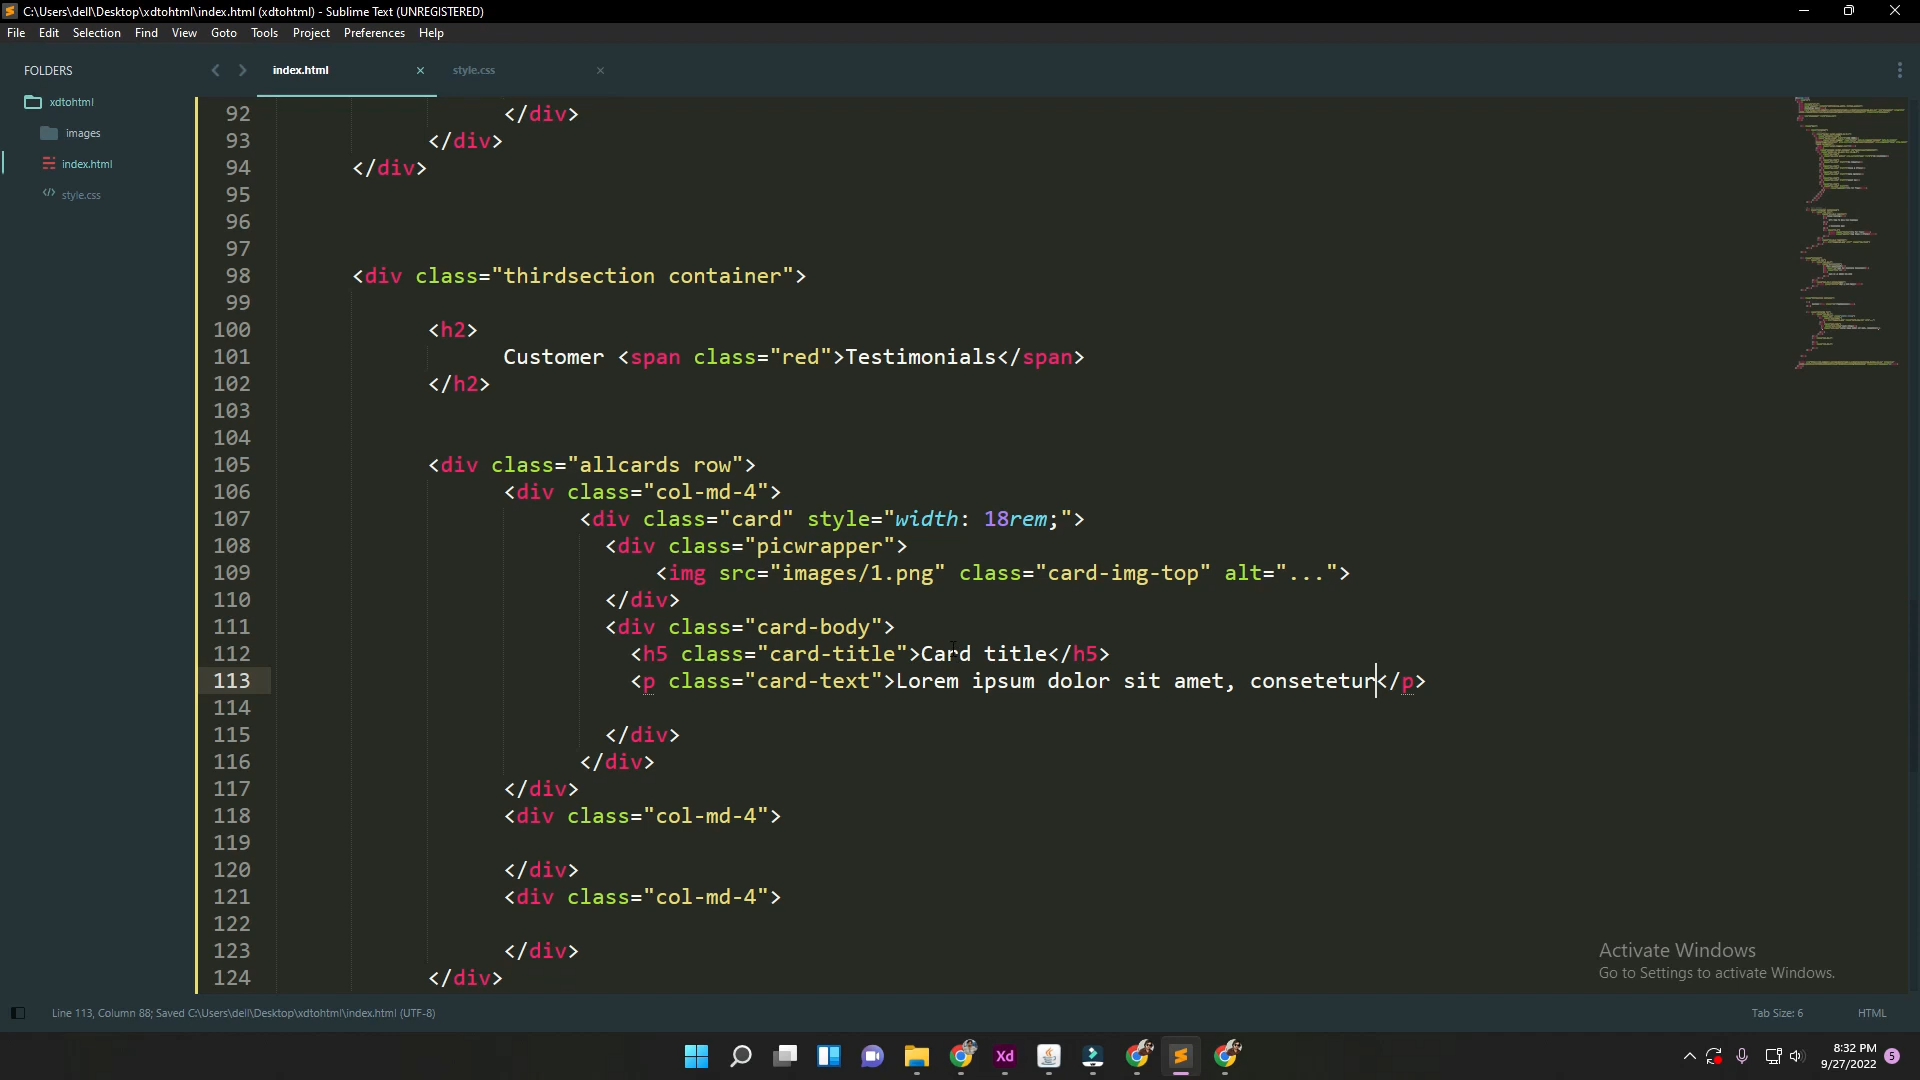 C:\Users\dell\Desktop\xdtohtml\index.html (xdtohtml) - Sublime Text (UNREGISTERED)
File Edit Selection Find View Goto Tools Project Preferences Help
FOLDERS
xdtohtml
images
index.html
style.css
index.html
style.css
92 </div>
93 </div>
94 </div>
95
96
97
98 <div class="thirdsection container">
99
100 <h2>
101 Customer <span class="red">Testimonials</span>
102 </h2>
103
104
105 <div class="allcards row">
106 <div class="col-md-4">
107 <div class="card" style="width: 18rem;">
108 <div class="picwrapper">
109 <img src="images/1.png" class="card-img-top" alt="...">
110 </div>
111 <div class="card-body">
112 <h5 class="card-title">Card title</h5>
113 <p class="card-text">Lorem ipsum dolor sit amet, consetetur</p>
114
115 </div>
116 </div>
117 </div>
118 <div class="col-md-4">
119
120 </div>
121 <div class="col-md-4">
122
123 </div>
124 </div>
Activate Windows
Go to Settings to activate Windows.
Line 113, Column 88; Saved C:\Users\dell\Desktop\xdtohtml\index.html (UTF-8)
Tab Size: 6
HTML
Xd
8:32 PM
9/27/2022
5